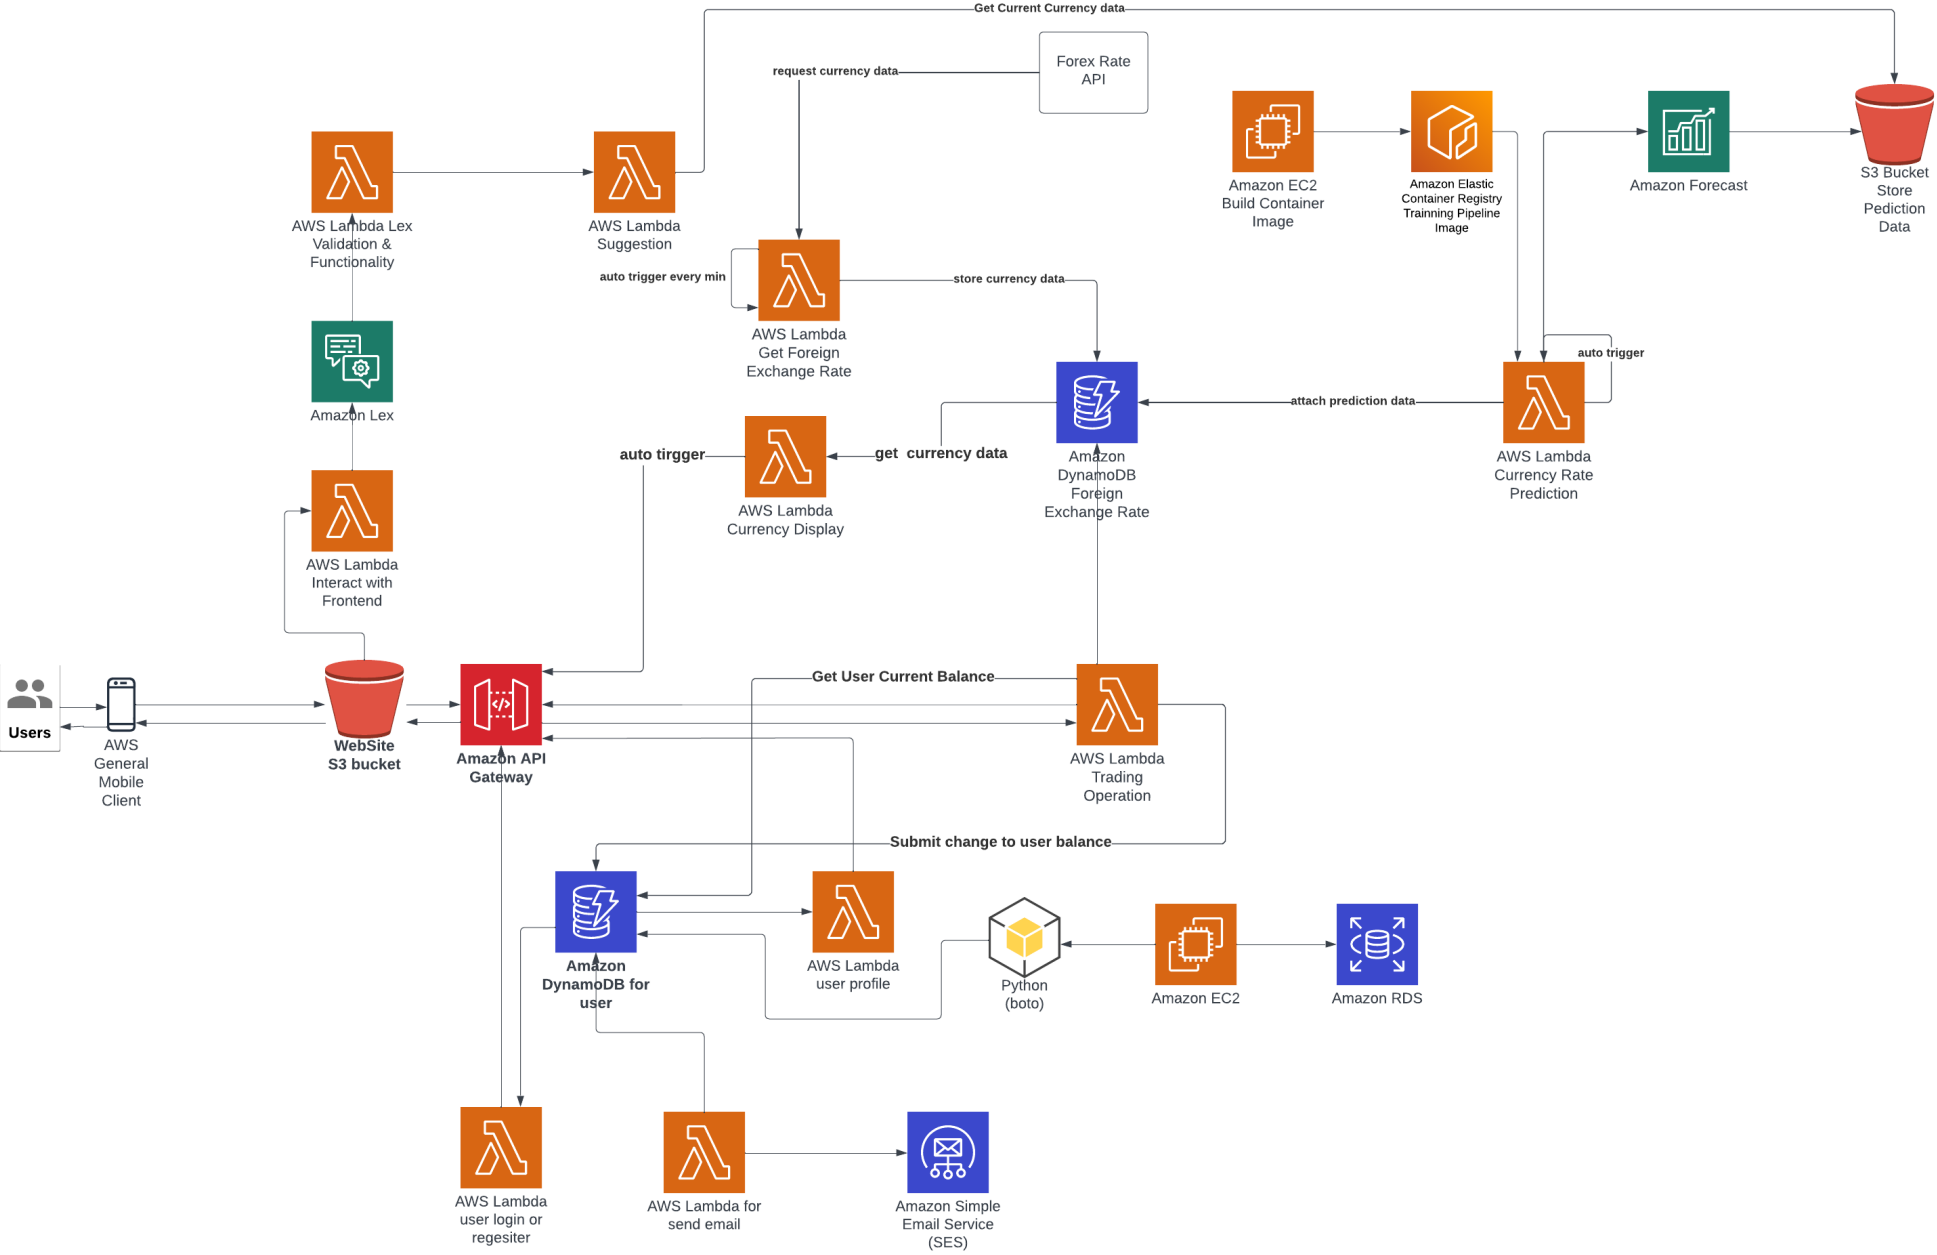 Get Current Currency data
Forex Rate
API
request currency data
AWS Lambda Lex
Validation &
Functionality
AWS Lambda
Suggestion
Amazon EC2
Build Container
Image
Amazon Elastic
Container Registry
Trainning Pipeline
Image
Amazon Forecast
S3 Bucket
Store
Pediction
Data
auto trigger every min
store currency data
AWS Lambda
Get Foreign
Exchange Rate
auto trigger
attach prediction data
Amazon Lex
auto tirgger
get currency data
Amazon
DynamoDB
Foreign
Exchange Rate
AWS Lambda
Currency Rate
Prediction
AWS Lambda
Currency Display
AWS Lambda
Interact with
Frontend
Get User Current Balance
Users
AWS
General
Mobile
Client
WebSite
S3 bucket
Amazon API
Gateway
AWS Lambda
Trading
Operation
Submit change to user balance
Amazon
DynamoDB for
user
AWS Lambda
user profile
Python
(boto)
Amazon EC2
Amazon RDS
AWS Lambda
user login or
regesiter
AWS Lambda for
send email
Amazon Simple
Email Service
(SES)